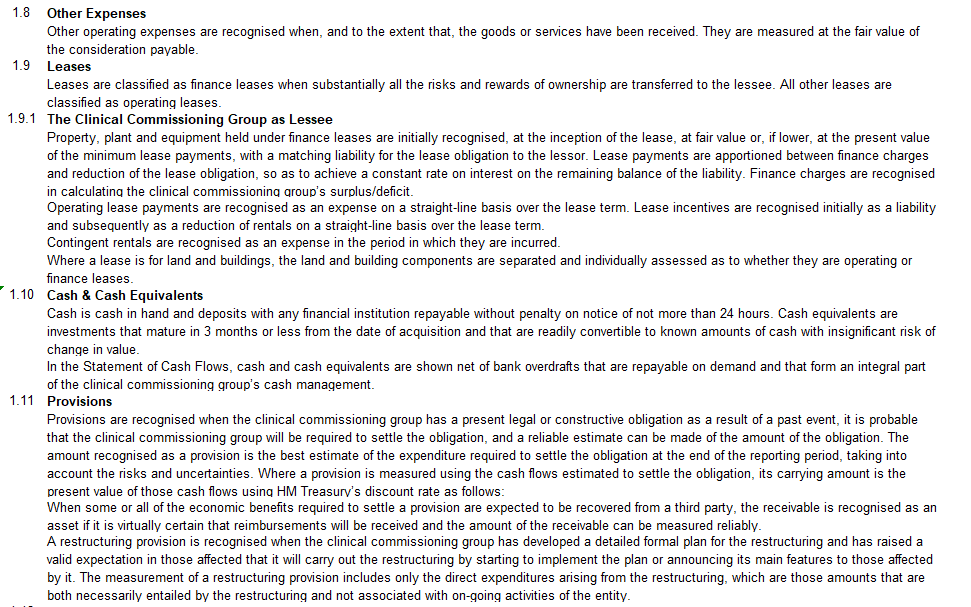 1.8 Other Expenses
Other operating expenses are recognised when, and to the extent that, the goods or services have been received. They are measured at the fair value of
the consideration payable.
1.9 Leases
Leases are classified as finance leases when substantially all the risks and rewards of ownership are transferred to the lessee. All other leases are
classified as operating leases.
1.9.1 The Clinical Commissioning Group as Lessee
Property, plant and equipment held under finance leases are initially recognised, at the inception of the lease, at fair value or, if lower, at the present value
of the minimum lease payments, with a matching liability for the lease obligation to the lessor. Lease payments are apportioned between finance charges
and reduction of the lease obligation, so as to achieve a constant rate on interest on the remaining balance of the liability. Finance charges are recognised
in calculating the clinical commissioning group's surplus/deficit.
Operating lease payments are recognised as an expense on a straight-line basis over the lease term. Lease incentives are recognised initially as a liability
and subsequently as a reduction of rentals on a straight-line basis over the lease term.
Contingent rentals are recognised as an expense in the period in which they are incurred.
Where a lease is for land and buildings, the land and building components are separated and individually assessed as to whether they are operating or
finance leases.
1.10 Cash & Cash Equivalents
Cash is cash in hand and deposits with any financial institution repayable without penalty on notice of not more than 24 hours. Cash equivalents are
investments that mature in 3 months or less from the date of acquisition and that are readily convertible to known amounts of cash with insignificant risk of
change in value.
In the Statement of Cash Flows, cash and cash equivalents are shown net of bank overdrafts that are repayable on demand and that form an integral part
of the clinical commissioning group's cash management.
1.11 Provisions
Provisions are recognised when the clinical commissioning group has a present legal or constructive obligation as a result of a past event, it is probable
that the clinical commissioning group will be required to settle the obligation, and a reliable estimate can be made of the amount of the obligation. The
amount recognised as a provision is the best estimate of the expenditure required to settle the obligation at the end of the reporting period, taking into
account the risks and uncertainties. Where a provision is measured using the cash flows estimated to settle the obligation, its carrying amount is the
present value of those cash flows using HM Treasury's discount rate as follows:
When some or all of the economic benefits required to settle a provision are expected to be recovered from a third party, the receivable is recognised as an
asset if it is virtually certain that reimbursements will be received and the amount of the receivable can be measured reliably.
A restructuring provision is recognised when the clinical commissioning group has developed a detailed formal plan for the restructuring and has raised a
valid expectation in those affected that it will carry out the restructuring by starting to implement the plan or announcing its main features to those affected
by it. The measurement of a restructuring provision includes only the direct expenditures arising from the restructuring, which are those amounts that are
both necessarily entailed by the restructuring and not associated with on-going activities of the entity.